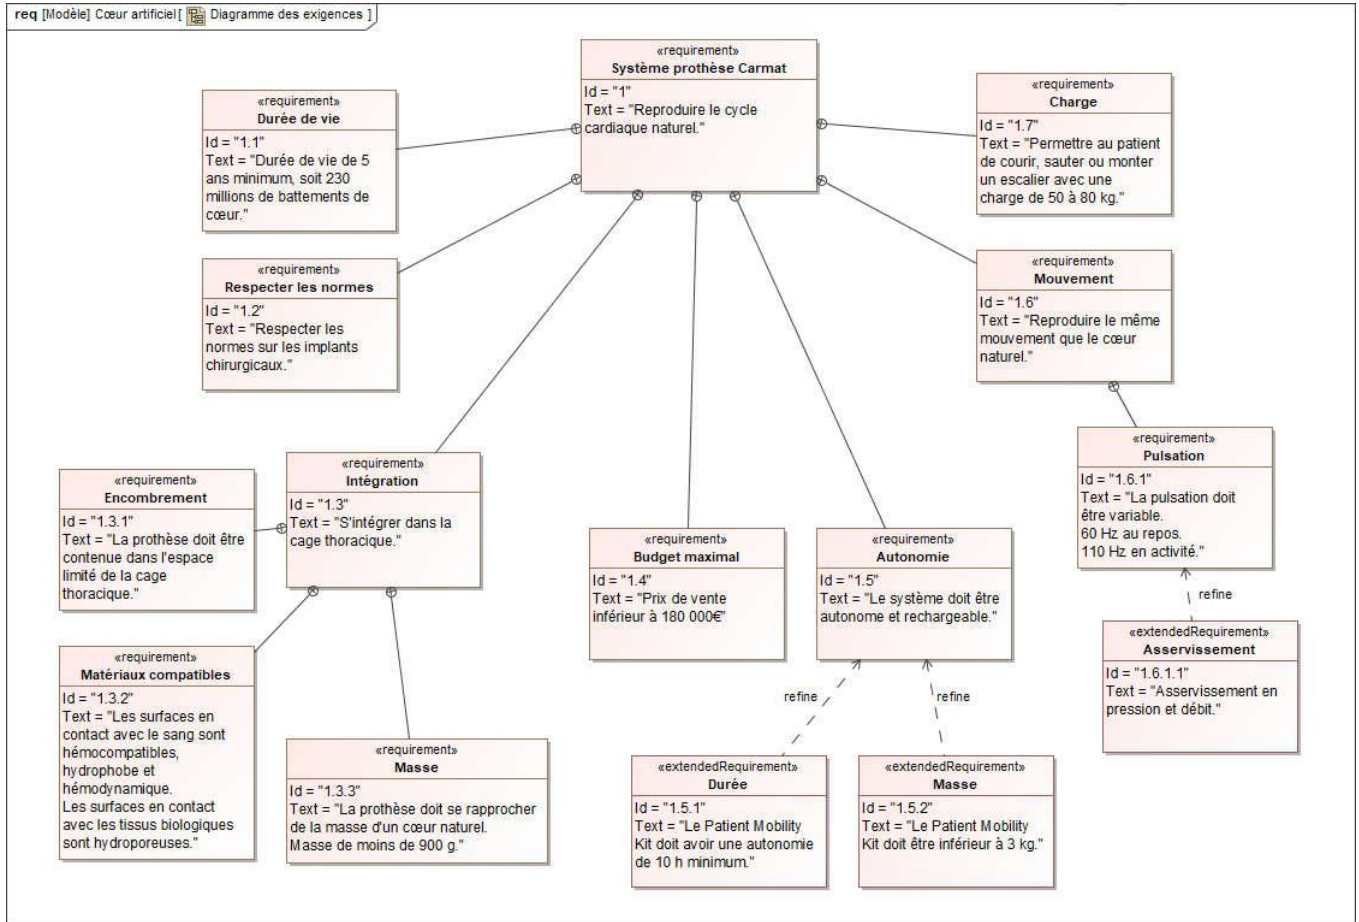 req [Modèle] Cœur artificiel[ Diagramme des exigences ]
«requirement»
Système prothèse Carmat
Id = "1"
Text = "Reproduire le cycle
cardiaque naturel."
«requirement»
Durée de vie
Id = "1.1"
Text = "Durée de vie de 5
ans minimum, soit 230
millions de battements de
cœur."
«requirement»
Charge
Id = "1.7"
Text = "Permettre au patient
de courir, sauter ou monter
un escalier avec une
charge de 50 à 80 kg."
«requirement»
Respecter les normes
Id = "1.2"
Text = "Respecter les
normes sur les implants
chirurgicaux."
«requirement»
Mouvement
Id = "1.6"
Text = "Reproduire le même
mouvement que le cœur
naturel."
«requirement»
Encombrement
Id = "1.3.1"
Text = "La prothèse doit être
contenue dans l'espace
limité de la cage
thoracique."
«requirement»
Intégration
Id = "1.3"
Text = "S'intégrer dans la
cage thoracique."
«requirement»
Pulsation
Id = "1.6.1"
Text = "La pulsation doit
être variable.
60 Hz au repos.
110 Hz en activité."
«requirement»
Budget maximal
Id = "1.4"
Text = "Prix de vente
inférieur à 180 000€"
«requirement»
Autonomie
Id = "1.5"
Text = "Le système doit être
autonome et rechargeable."
refine
«extendedRequirement»
Asservissement
Id = "1.6.1.1"
Text = "Asservissement en
pression et débit."
«requirement»
Matériaux compatibles
Id = "1.3.2"
Text = "Les surfaces en
contact avec le sang sont
hémocompatibles,
hydrophobe et
hémodynamique.
Les surfaces en contact
avec les tissus biologiques
sont hydroporeuses."
«requirement»
Masse
Id = "1.3.3"
Text = "La prothèse doit se rapprocher
de la masse d'un cœur naturel.
Masse de moins de 900 g."
refine
refine
«extendedRequirement»
Durée
Id = "1.5.1"
Text = "Le Patient Mobility
Kit doit avoir une autonomie
de 10 h minimum."
«extendedRequirement»
Masse
Id = "1.5.2"
Text = "Le Patient Mobility
Kit doit être inférieur à 3 kg."